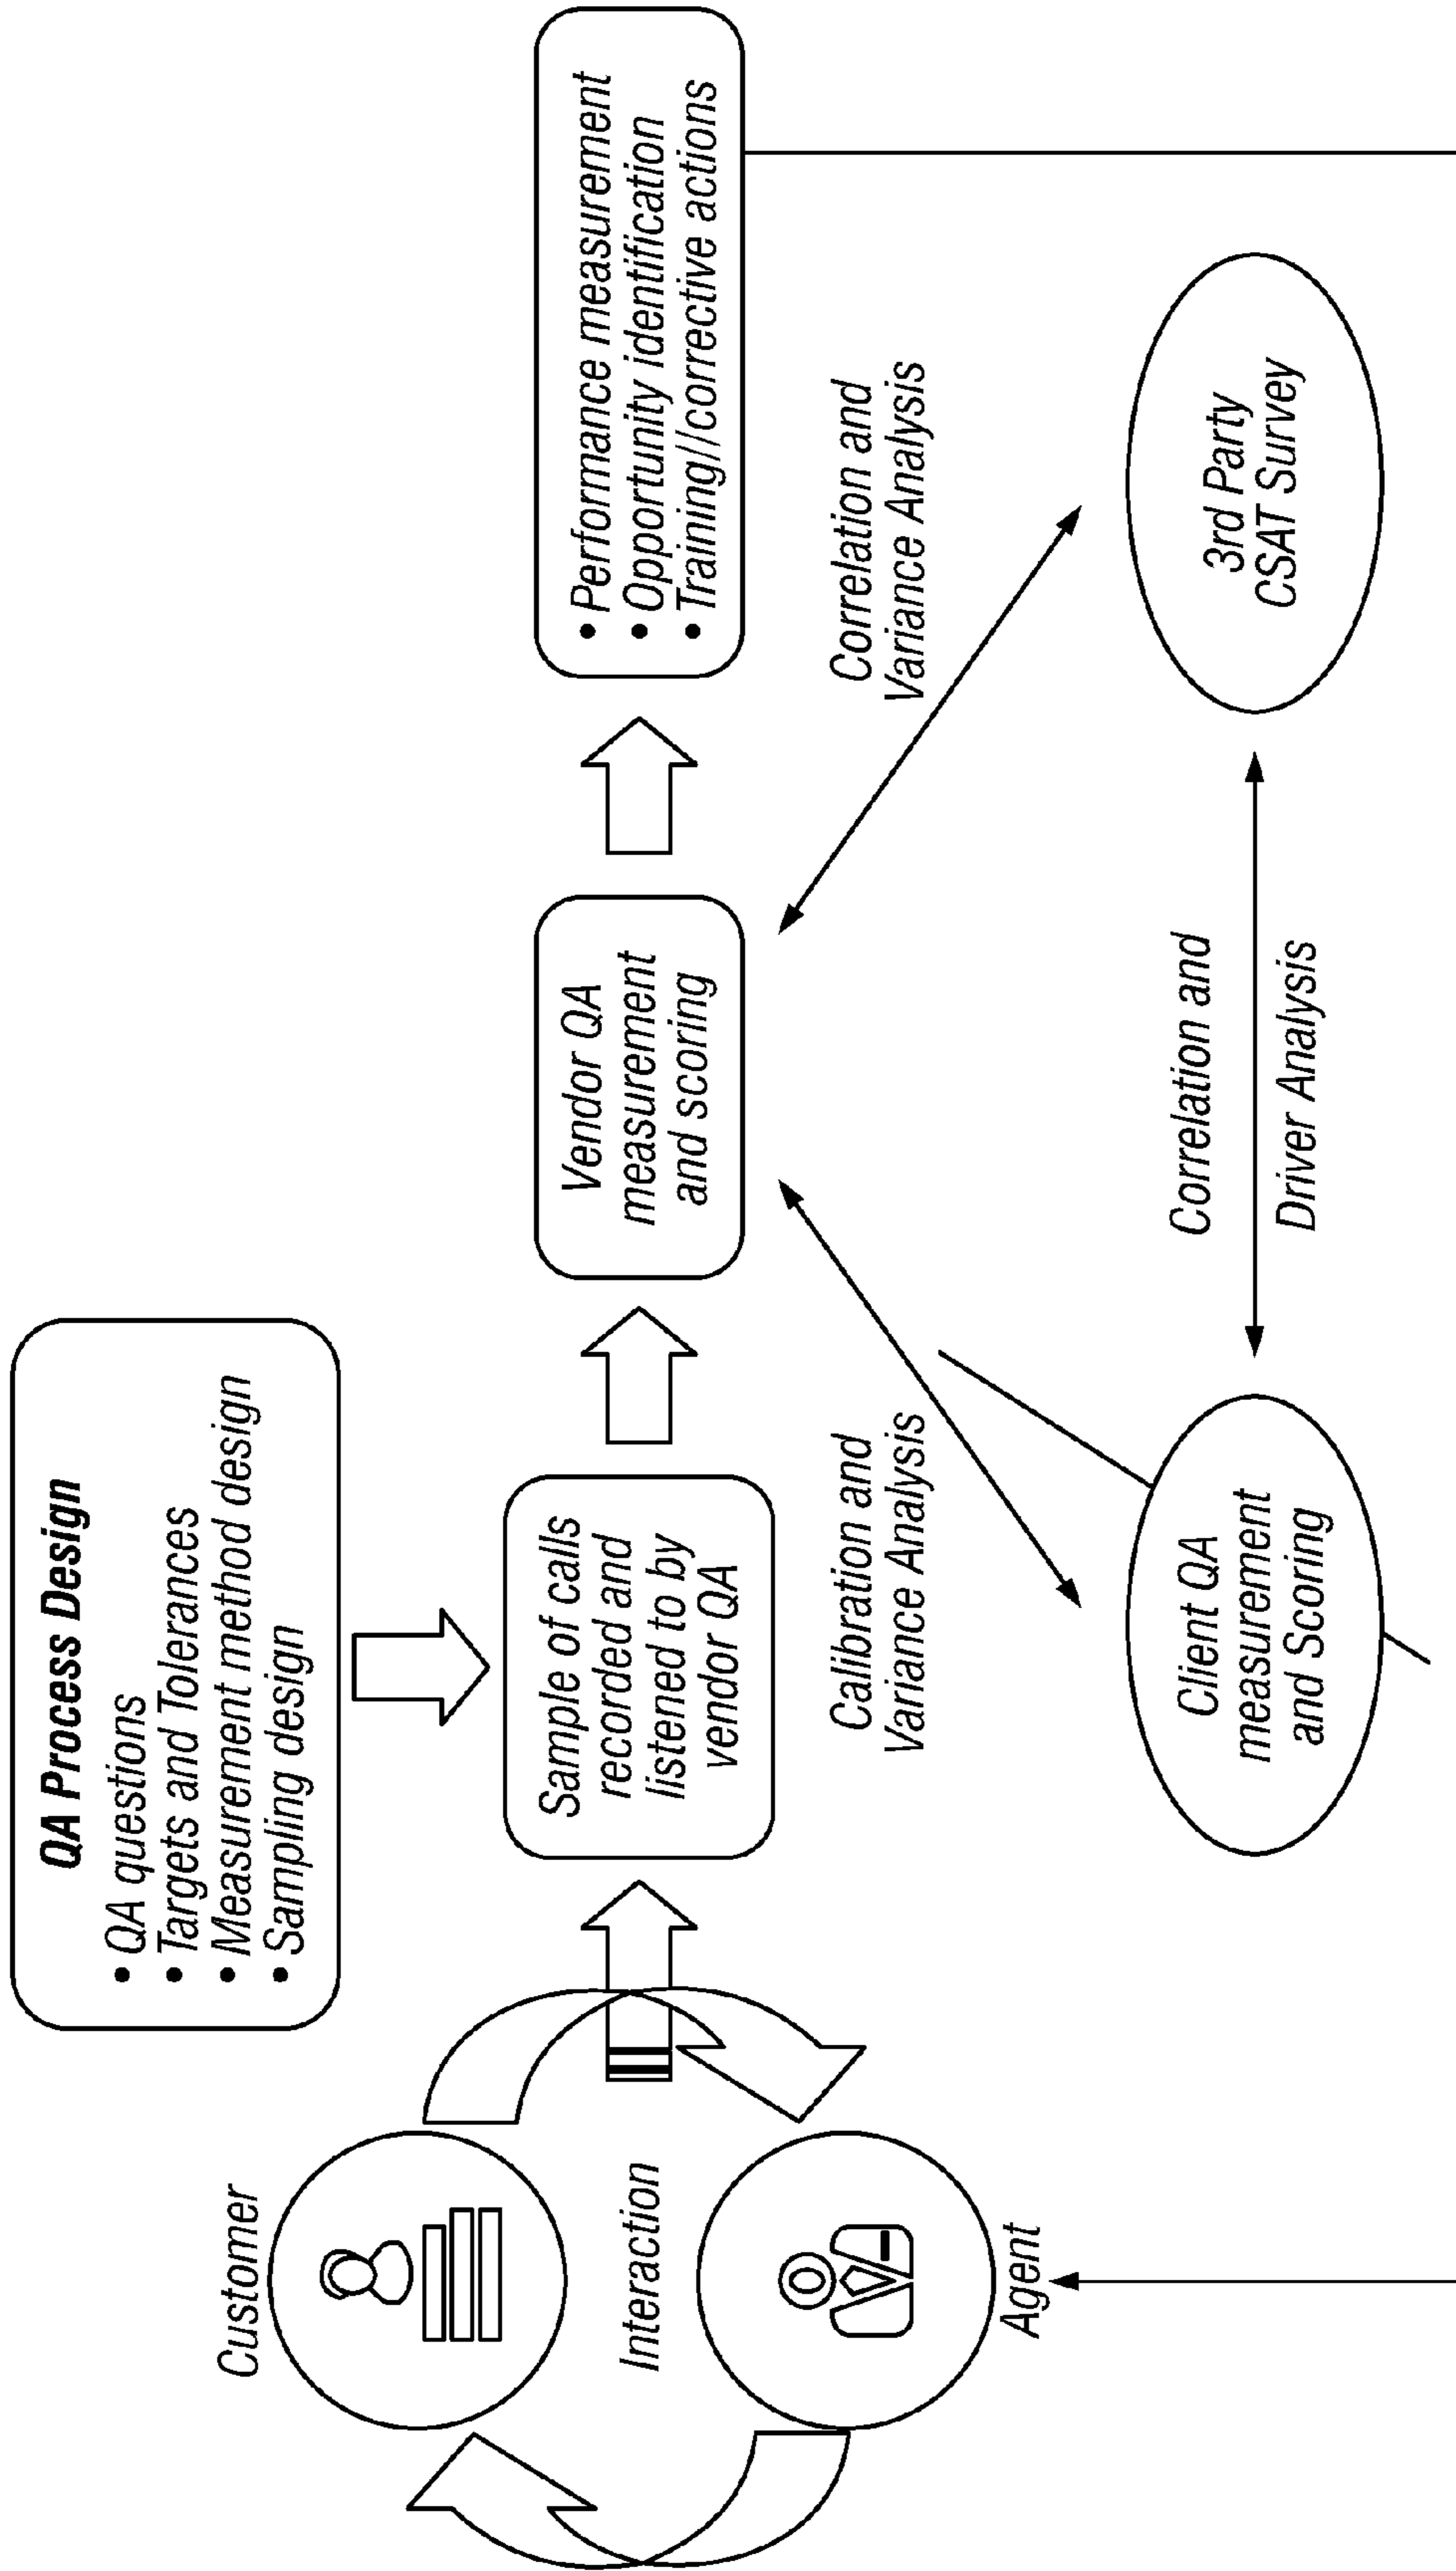 QA Process Design
• QA questions
• Targets and Tolerances
• Measurement method design
• Sampling design
Customer
Interaction
Agent
Sample of calls
recorded and
listened to by
vendor QA
Vendor QA
measurement
and scoring
• Performance measurement
• Opportunity identification
• Training//corrective actions
Calibration and
Variance Analysis
Correlation and
Variance Analysis
Client QA
measurement
and Scoring
Correlation and
Driver Analysis
3rd Party
CSAT Survey